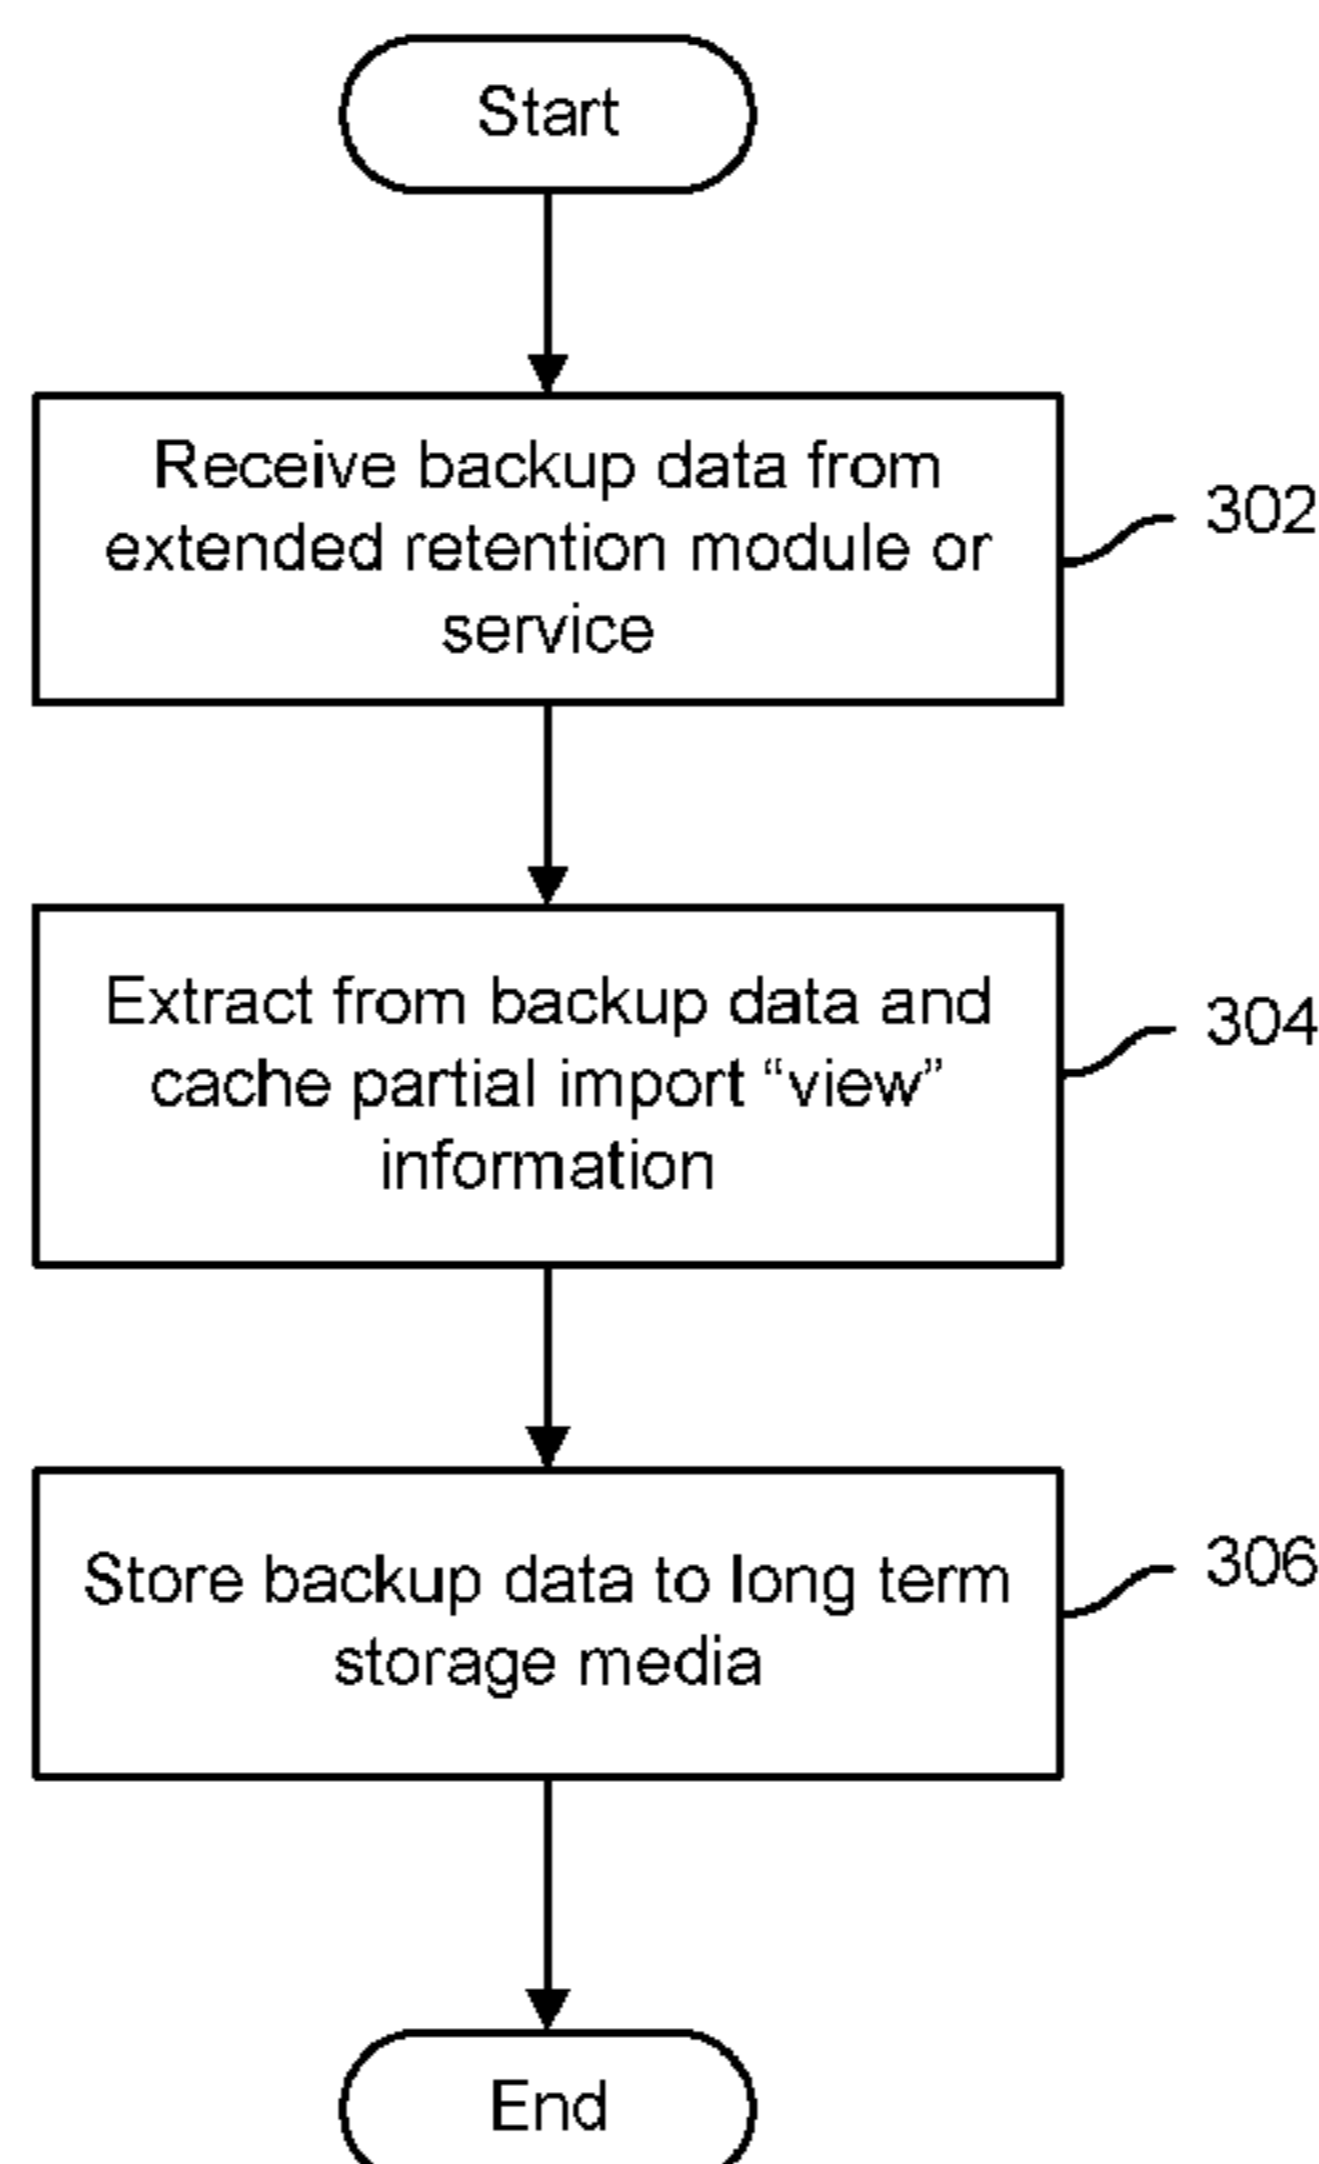 Start
Receive backup data from
extended retention module or
service
302
Extract from backup data and
cache partial import “view”
information
304
Store backup data to long term
storage media
306
End